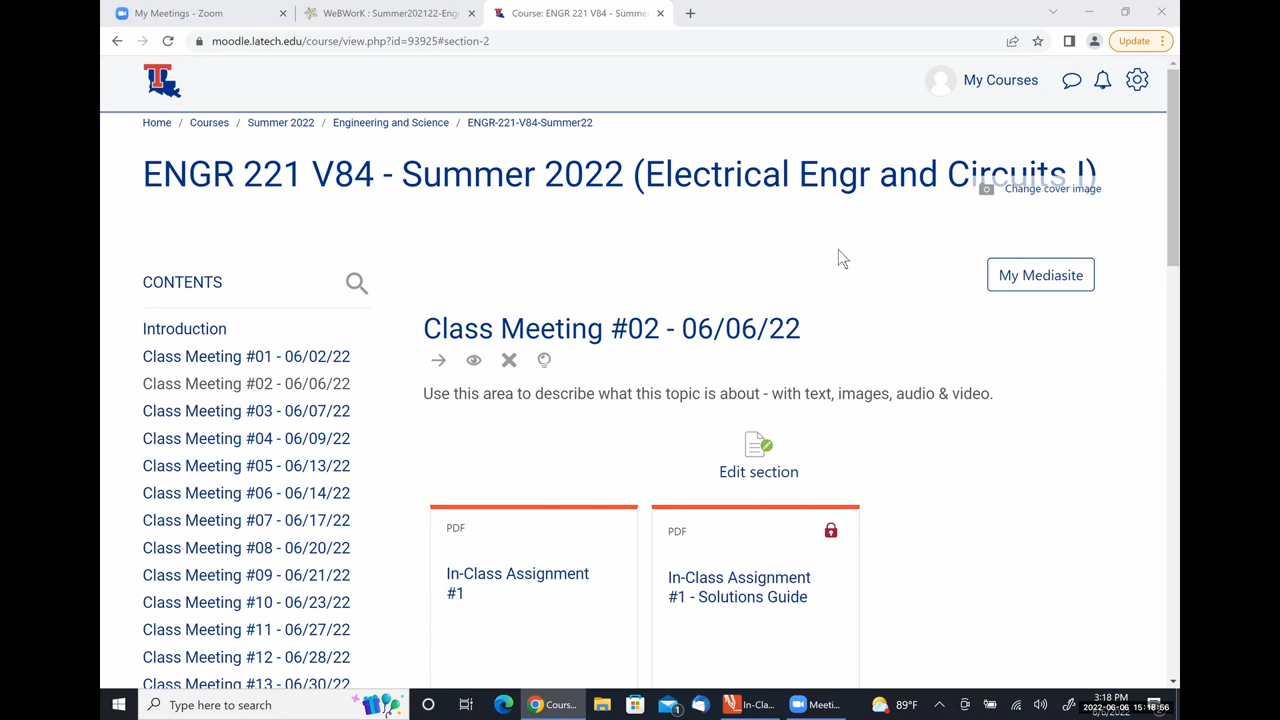 My Meetings - Zoom
WeBWorK : Summer202122-Eng
Course: ENGR 221 V84 - Summe
moodle.latech.edu/course/view.php?id=93925#section-2
Update
My Courses
Home / Courses / Summer 2022 / Engineering and Science / ENGR-221-V84-Summer22
ENGR 221 V84 - Summer 2022 (Electrical Engr and Circuits I)
Change cover image
My Mediasite
CONTENTS
Introduction
Class Meeting #01 - 06/02/22
Class Meeting #02 - 06/06/22
Class Meeting #03 - 06/07/22
Class Meeting #04 - 06/09/22
Class Meeting #05 - 06/13/22
Class Meeting #06 - 06/14/22
Class Meeting #07 - 06/17/22
Class Meeting #08 - 06/20/22
Class Meeting #09 - 06/21/22
Class Meeting #10 - 06/23/22
Class Meeting #11 - 06/27/22
Class Meeting #12 - 06/28/22
Class Meeting #13 - 06/30/22
Class Meeting #02 - 06/06/22
Use this area to describe what this topic is about - with text, images, audio & video.
Edit section
PDF
In-Class Assignment
#1
PDF
In-Class Assignment
#1 - Solutions Guide
Type here to search
Cours...
1
In-Cla...
Meeti...
89°F
3:18 PM
2022-06-06 15:18:56